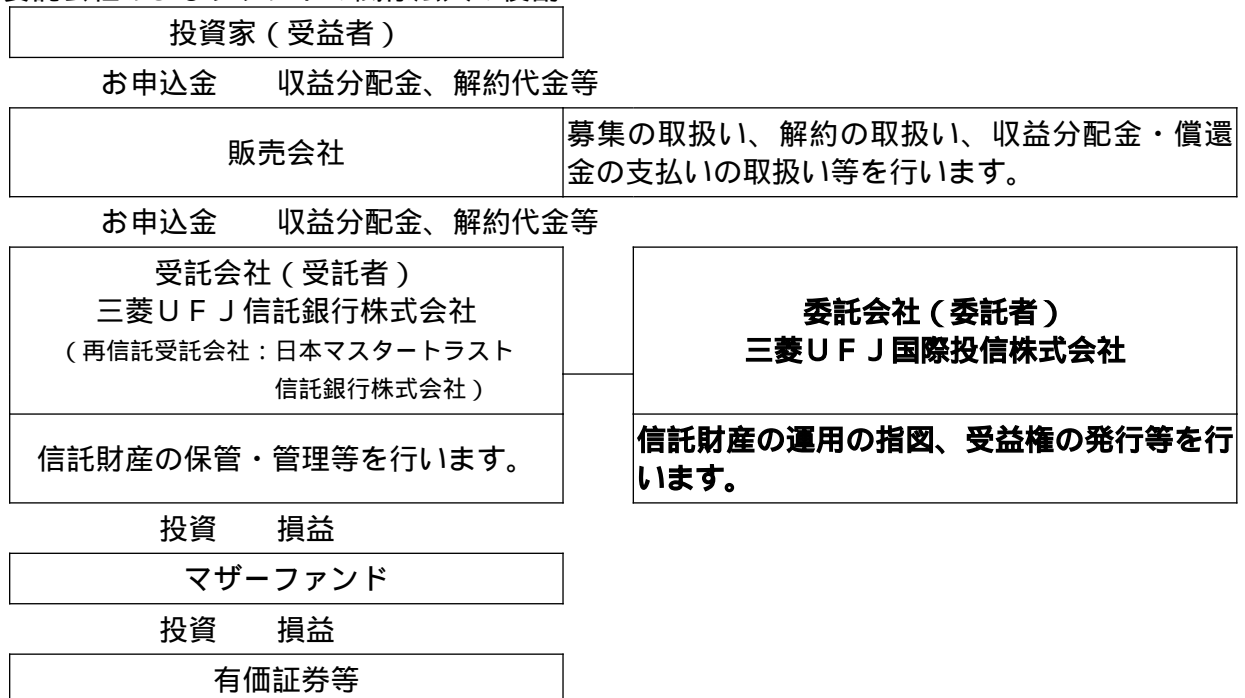 投資家(受益者)
お申込金 収益分配金、解約代金等
販売会社
募集の取扱い、解約の取扱い、収益分配金・償還
金の支払いの取扱い等を行います。
お申込金 収益分配金、解約代金等
受託会社(受託者)
三菱UFJ信託銀行株式会社
(再信託受託会社:日本マスタートラスト
信託銀行株式会社)
委託会社(委託者)
三菱UFJ国際投信株式会社
信託財産の保管・管理等を行います。
信託財産の運用の指図、受益権の発行等を行
います。
投資 損益
マザーファンド
投資 損益
有価証券等